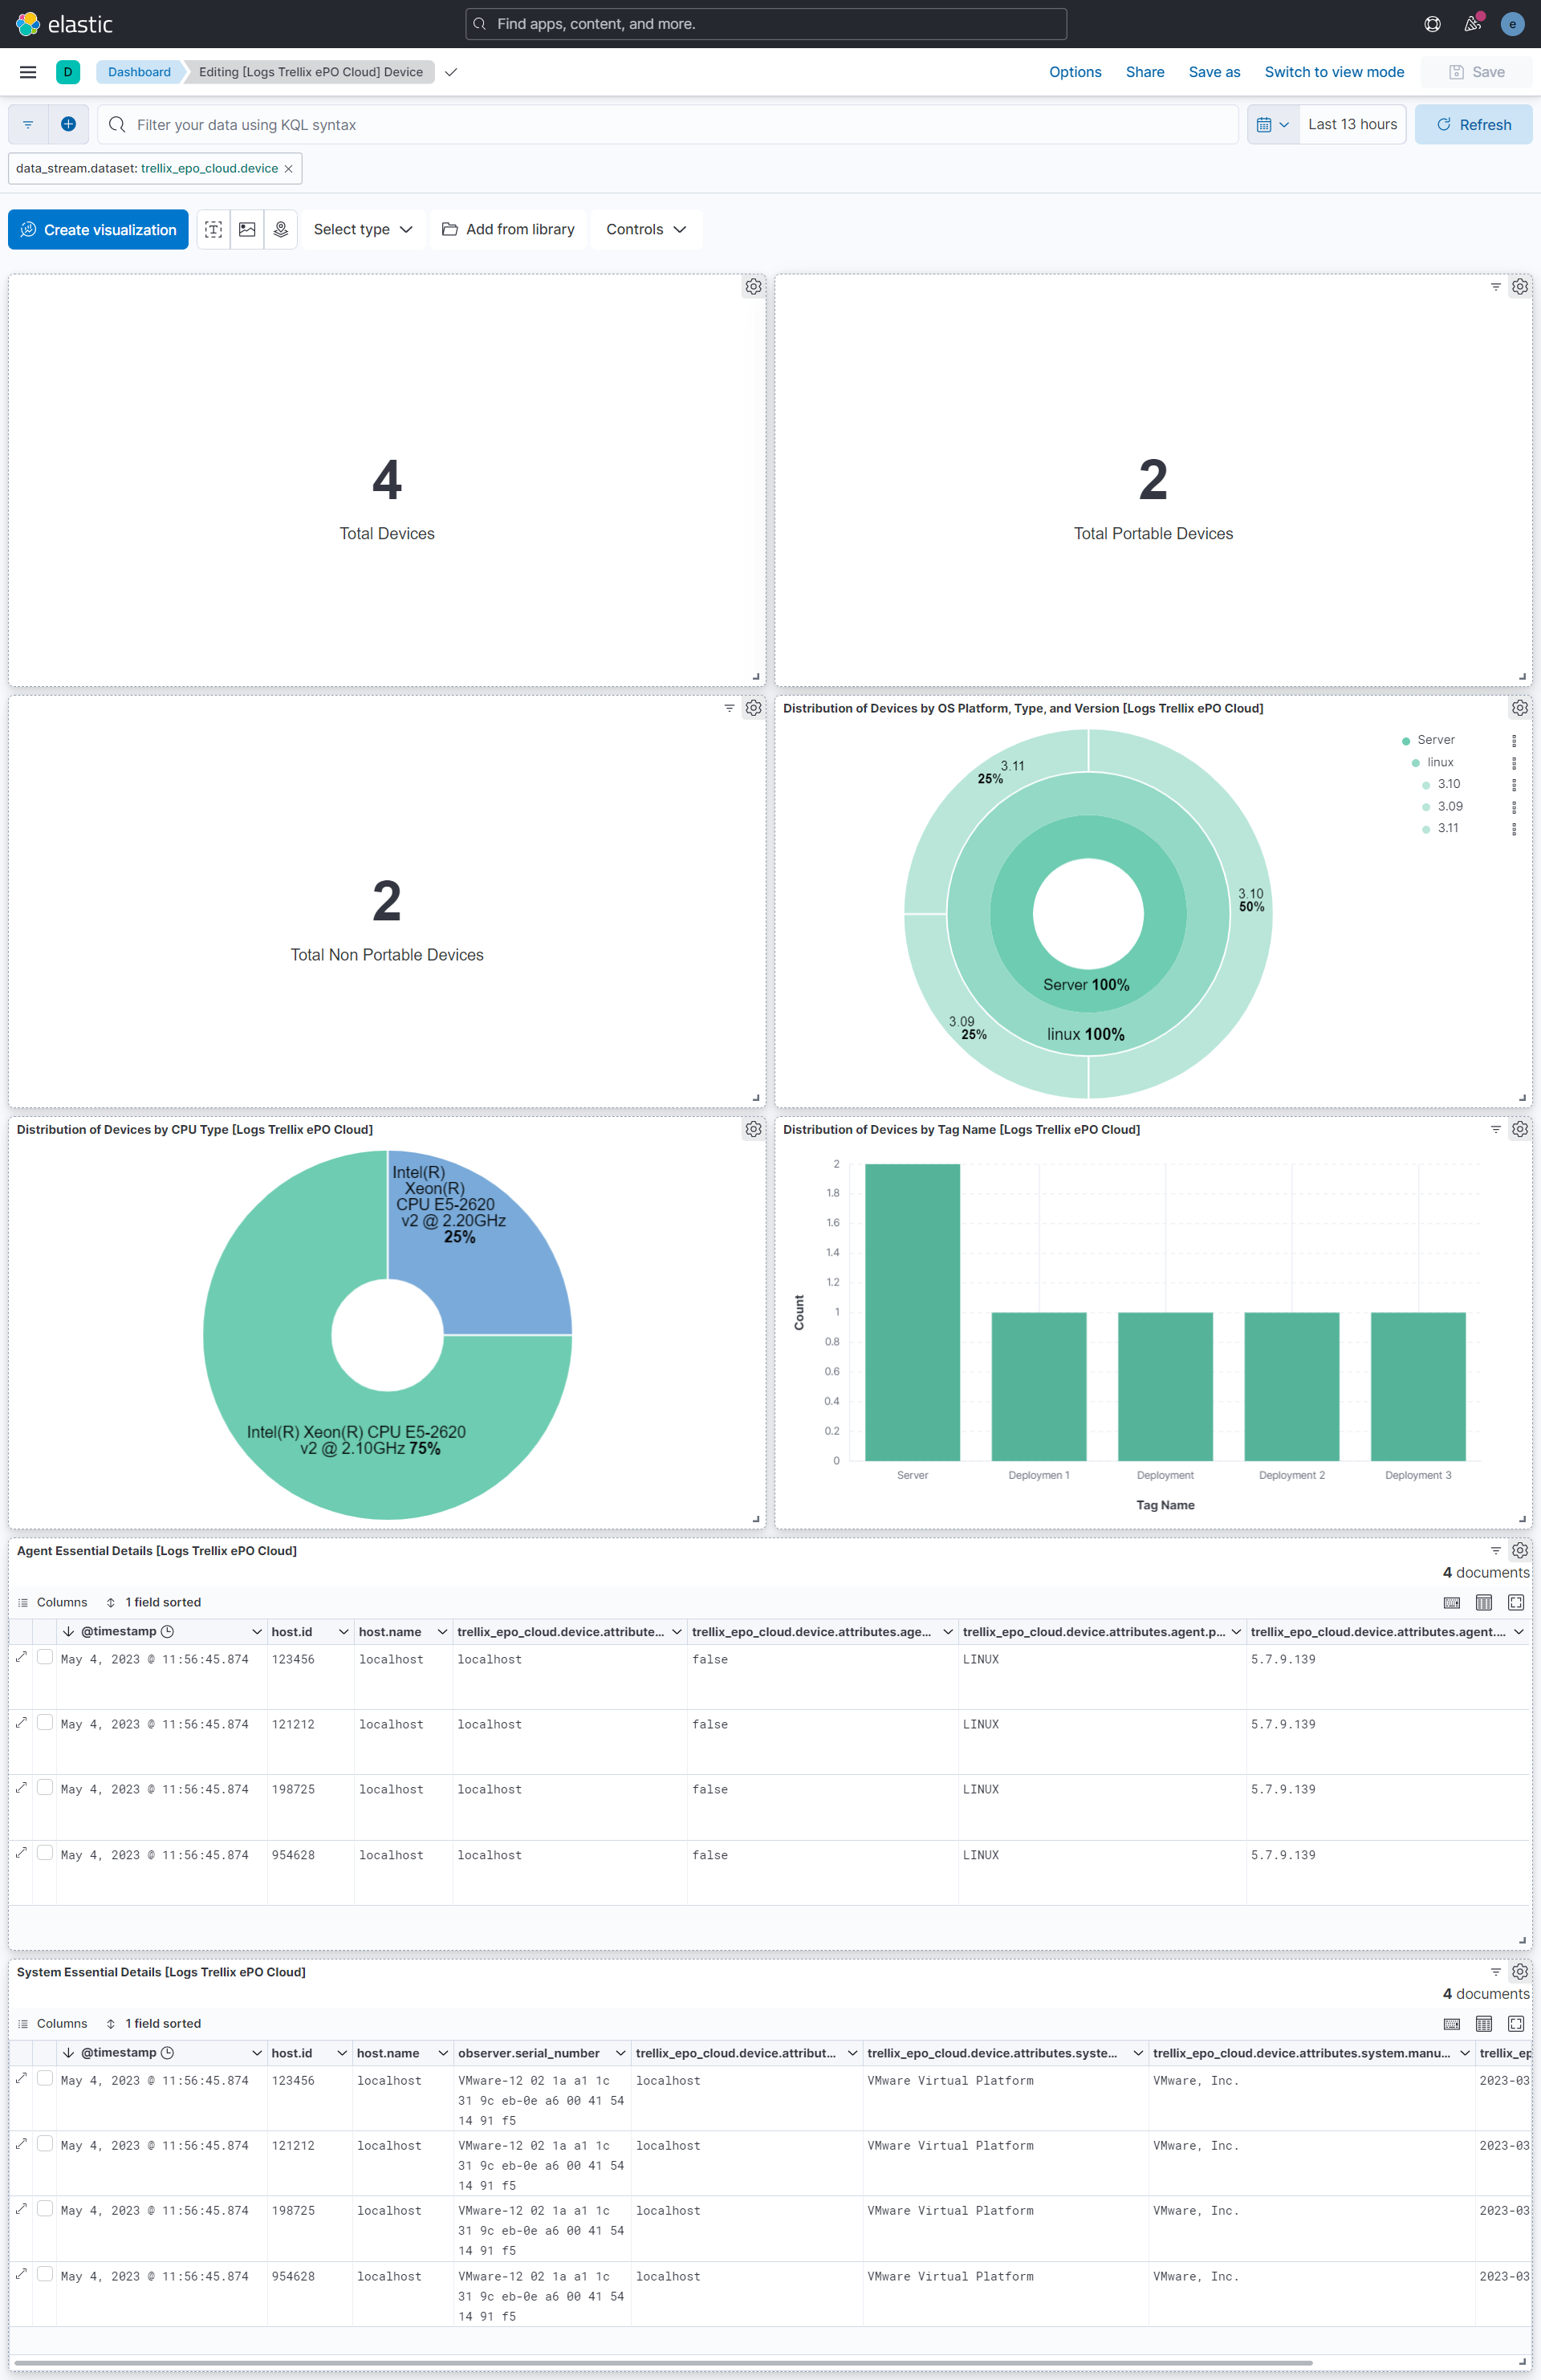 elastic
Find apps, content, and more.
e
D
Dashboard
Editing [Logs Trellix ePO Cloud] Device
Options
Share
Save as
Switch to view mode
Save
Filter your data using KQL syntax
Last 13 hours
Refresh
data_stream.dataset: trellix_epo_cloud.device
Create visualization
Select type
Add from library
Controls
4
Total Devices
2
Total Portable Devices
2
Total Non Portable Devices
Distribution of Devices by OS Platform, Type, and Version [Logs Trellix ePO Cloud]
3.11
25%
3.10
50%
3.09
25%
Server 100%
linux 100%
Server
linux
3.10
3.09
3.11
Distribution of Devices by CPU Type [Logs Trellix ePO Cloud]
Intel(R)
Xeon(R)
CPU E5-2620
v2 @ 2.20GHz
25%
Intel(R) Xeon(R) CPU E5-2620
v2 @ 2.10GHz 75%
Distribution of Devices by Tag Name [Logs Trellix ePO Cloud]
2
1.8
1.6
1.4
1.2
1
0.8
0.6
0.4
0.2
0
Count
Server
Deploymen 1
Deployment
Deployment 2
Deployment 3
Tag Name
Agent Essential Details [Logs Trellix ePO Cloud]
4 documents
Columns 1 field sorted
@timestamp host.id host.name trellix_epo_cloud.device.attribute... trellix_epo_cloud.device.attributes.age... trellix_epo_cloud.device.attributes.agent.p... trellix_epo_cloud.device.attributes.agent....
May 4, 2023 @ 11:56:45.874 123456 localhost localhost false LINUX 5.7.9.139
May 4, 2023 @ 11:56:45.874 121212 localhost localhost false LINUX 5.7.9.139
May 4, 2023 @ 11:56:45.874 198725 localhost localhost false LINUX 5.7.9.139
May 4, 2023 @ 11:56:45.874 954628 localhost localhost false LINUX 5.7.9.139
System Essential Details [Logs Trellix ePO Cloud]
4 documents
Columns 1 field sorted
@timestamp host.id host.name observer.serial_number trellix_epo_cloud.device.attribut... trellix_epo_cloud.device.attributes.syste... trellix_epo_cloud.device.attributes.system.manu... trellix_ep
May 4, 2023 @ 11:56:45.874 123456 localhost VMware-12 02 1a a1 1c localhost VMware Virtual Platform VMware, Inc. 2023-03
31 9c eb-0e a6 00 41 54
14 91 f5
May 4, 2023 @ 11:56:45.874 121212 localhost VMware-12 02 1a a1 1c localhost VMware Virtual Platform VMware, Inc. 2023-03
31 9c eb-0e a6 00 41 54
14 91 f5
May 4, 2023 @ 11:56:45.874 198725 localhost VMware-12 02 1a a1 1c localhost VMware Virtual Platform VMware, Inc. 2023-03
31 9c eb-0e a6 00 41 54
14 91 f5
May 4, 2023 @ 11:56:45.874 954628 localhost VMware-12 02 1a a1 1c localhost VMware Virtual Platform VMware, Inc. 2023-03
31 9c eb-0e a6 00 41 54
14 91 f5